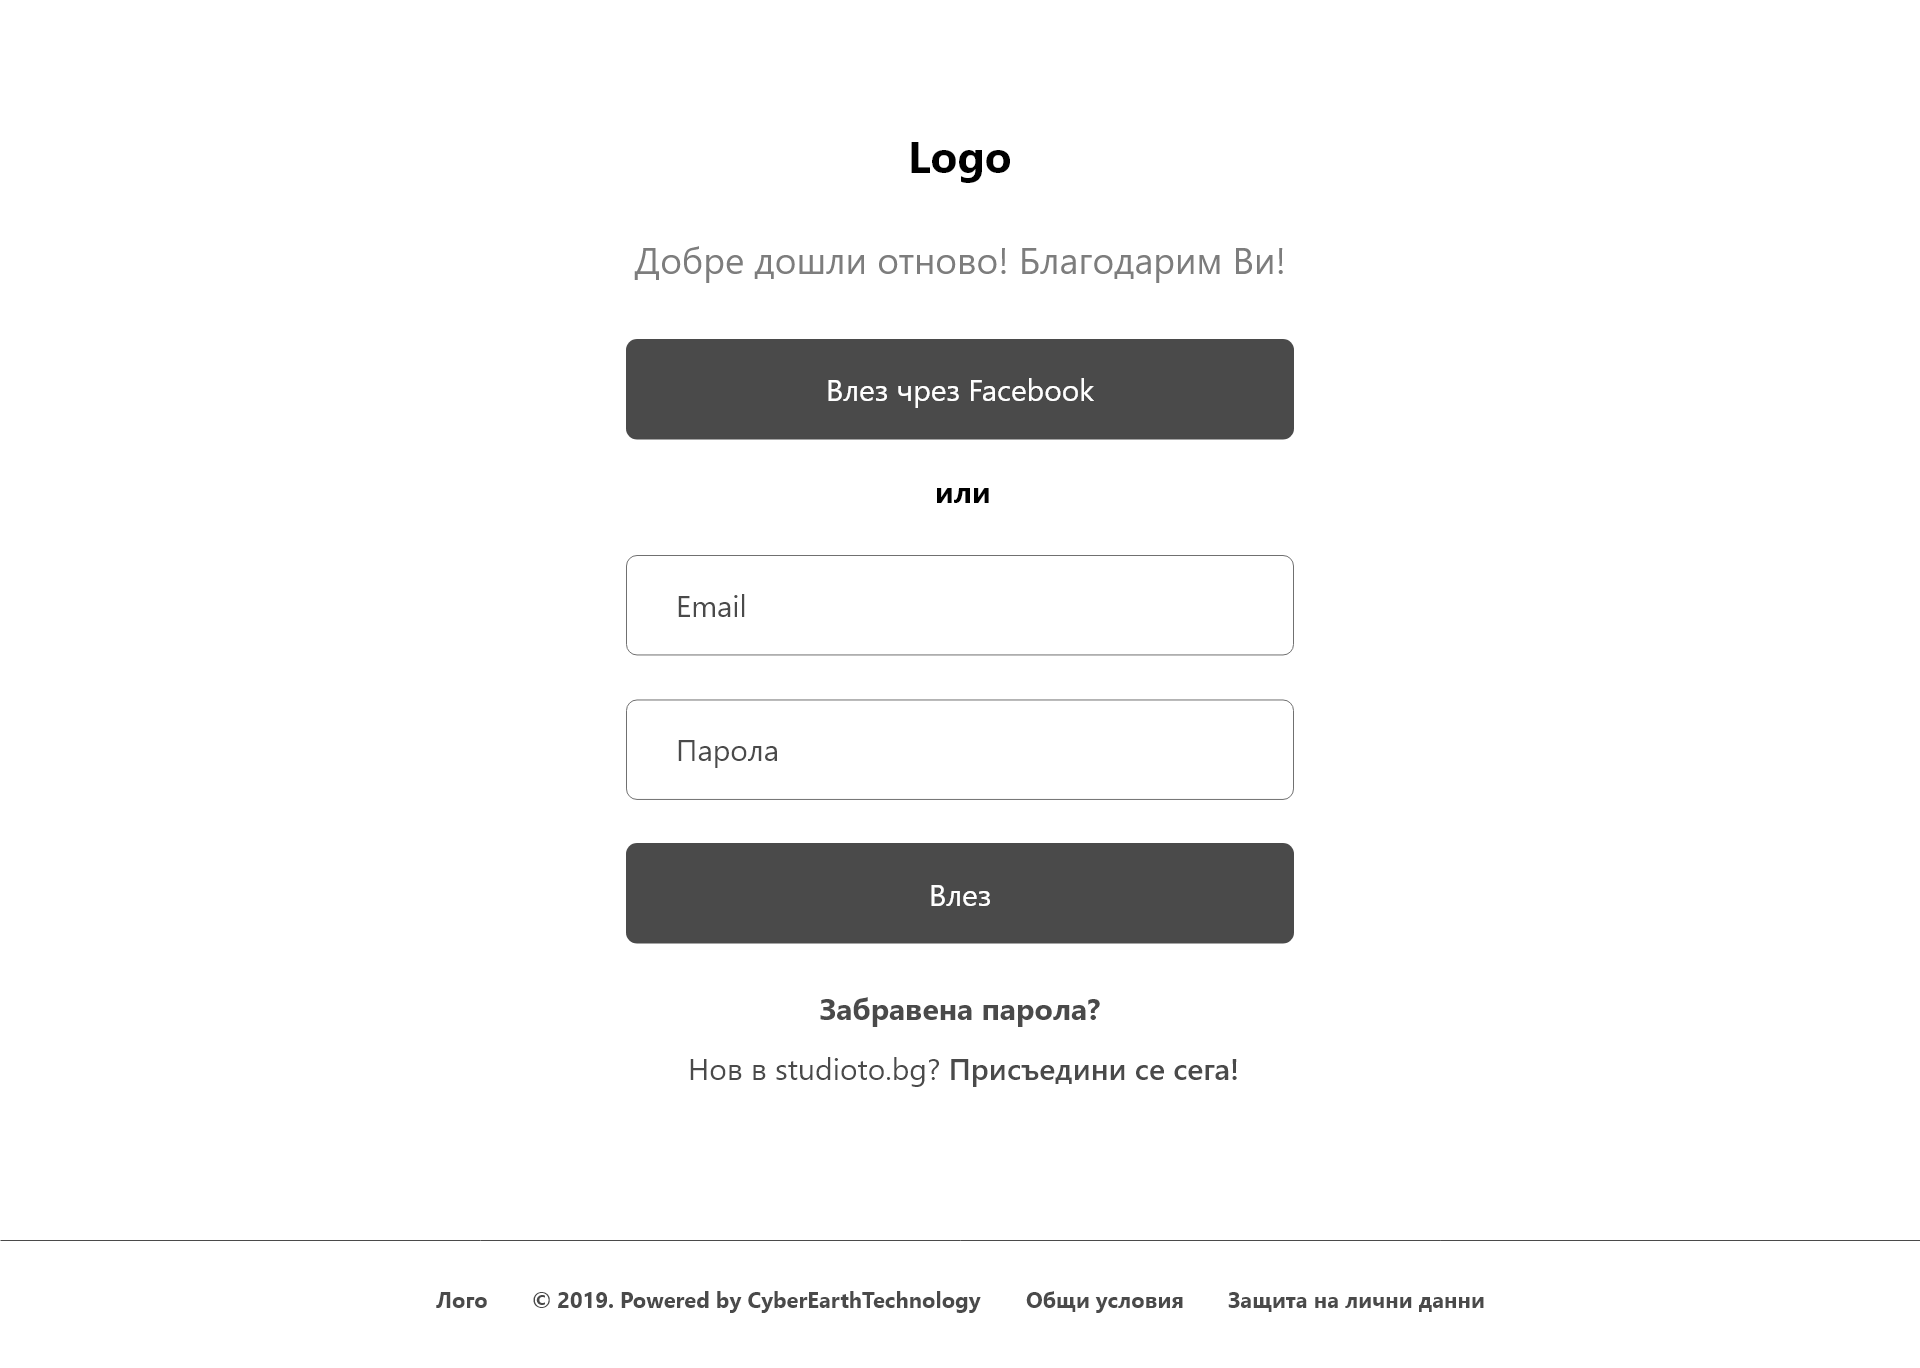 Logo
Добре дошли отново! Благодарим Ви!
Влез чрез Facebook
или
Email
Парола
Влез
Забравена парола?
Нов в studioto.bg? Присъедини се сега!
Лого © 2019. Powered by CyberEarthTechnology Общи условия Защита на лични данни